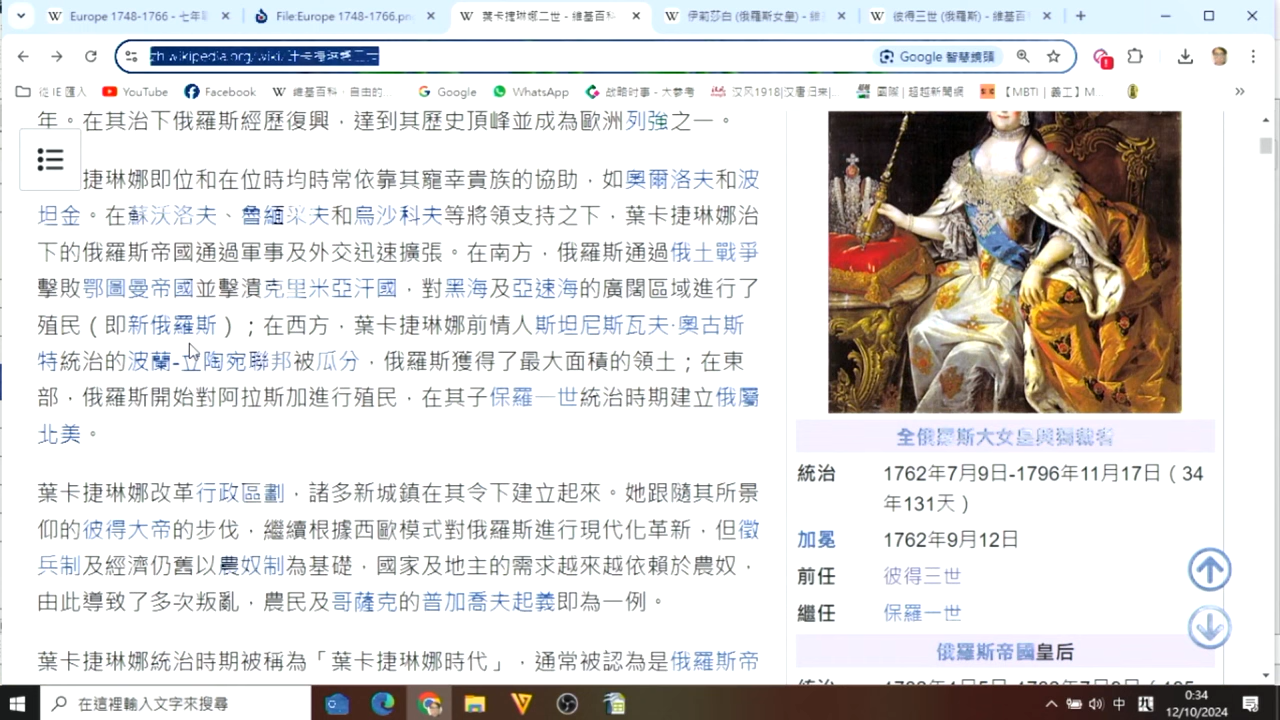 Europe 1748-1766 - 七年
File:Europe 1748-1766.pn
葉卡捷琳娜二世 - 維基百科
伊莉莎白 (俄羅斯女皇) - 維
彼得三世 (俄羅斯) - 維基百
zh.wikipedia.org/wiki/
Google 智慧鏡頭
從 IE 匯入
YouTube
Facebook
維基百科，自由的...
Google
WhatsApp
战略时事 - 大参考
汉风1918|汉唐归来|...
團隊 | 超越新聞網
【MBTI | 義工】M...
年。在其治下俄羅斯經歷復興，達到其歷史頂峰並成為歐洲列強之一。
捷琳娜即位和在位時均時常依靠其寵幸貴族的協助，如奧爾洛夫和波
坦金。在蘇沃洛夫、魯緬采夫和烏沙科夫等將領支持之下，葉卡捷琳娜治
下的俄羅斯帝國通過軍事及外交迅速擴張。在南方，俄羅斯通過俄土戰爭
擊敗鄂圖曼帝國並擊潰克里米亞汗國，對黑海及亞速海的廣闊區域進行了
殖民（即新俄羅斯）；在西方，葉卡捷琳娜前情人斯坦尼斯瓦夫·奧古斯
特統治的波蘭-立陶宛聯邦被瓜分，俄羅斯獲得了最大面積的領土；在東
部，俄羅斯開始對阿拉斯加進行殖民，在其子保羅一世統治時期建立俄屬
北美。
葉卡捷琳娜改革行政區劃，諸多新城鎮在其令下建立起來。她跟隨其所景
仰的彼得大帝的步伐，繼續根據西歐模式對俄羅斯進行現代化革新，但徵
兵制及經濟仍舊以農奴制為基礎，國家及地主的需求越來越依賴於農奴，
由此導致了多次叛亂，農民及哥薩克的普加喬夫起義即為一例。
葉卡捷琳娜統治時期被稱為「葉卡捷琳娜時代」，通常被認為是俄羅斯帝
全俄羅斯大女皇與獨裁者
統治 1762年7月9日-1796年11月17日（34
年131天）
加冕 1762年9月12日
前任 彼得三世
繼任 保羅一世
俄羅斯帝國皇后
在這裡輸入文字來搜尋
中
0:34
12/10/2024